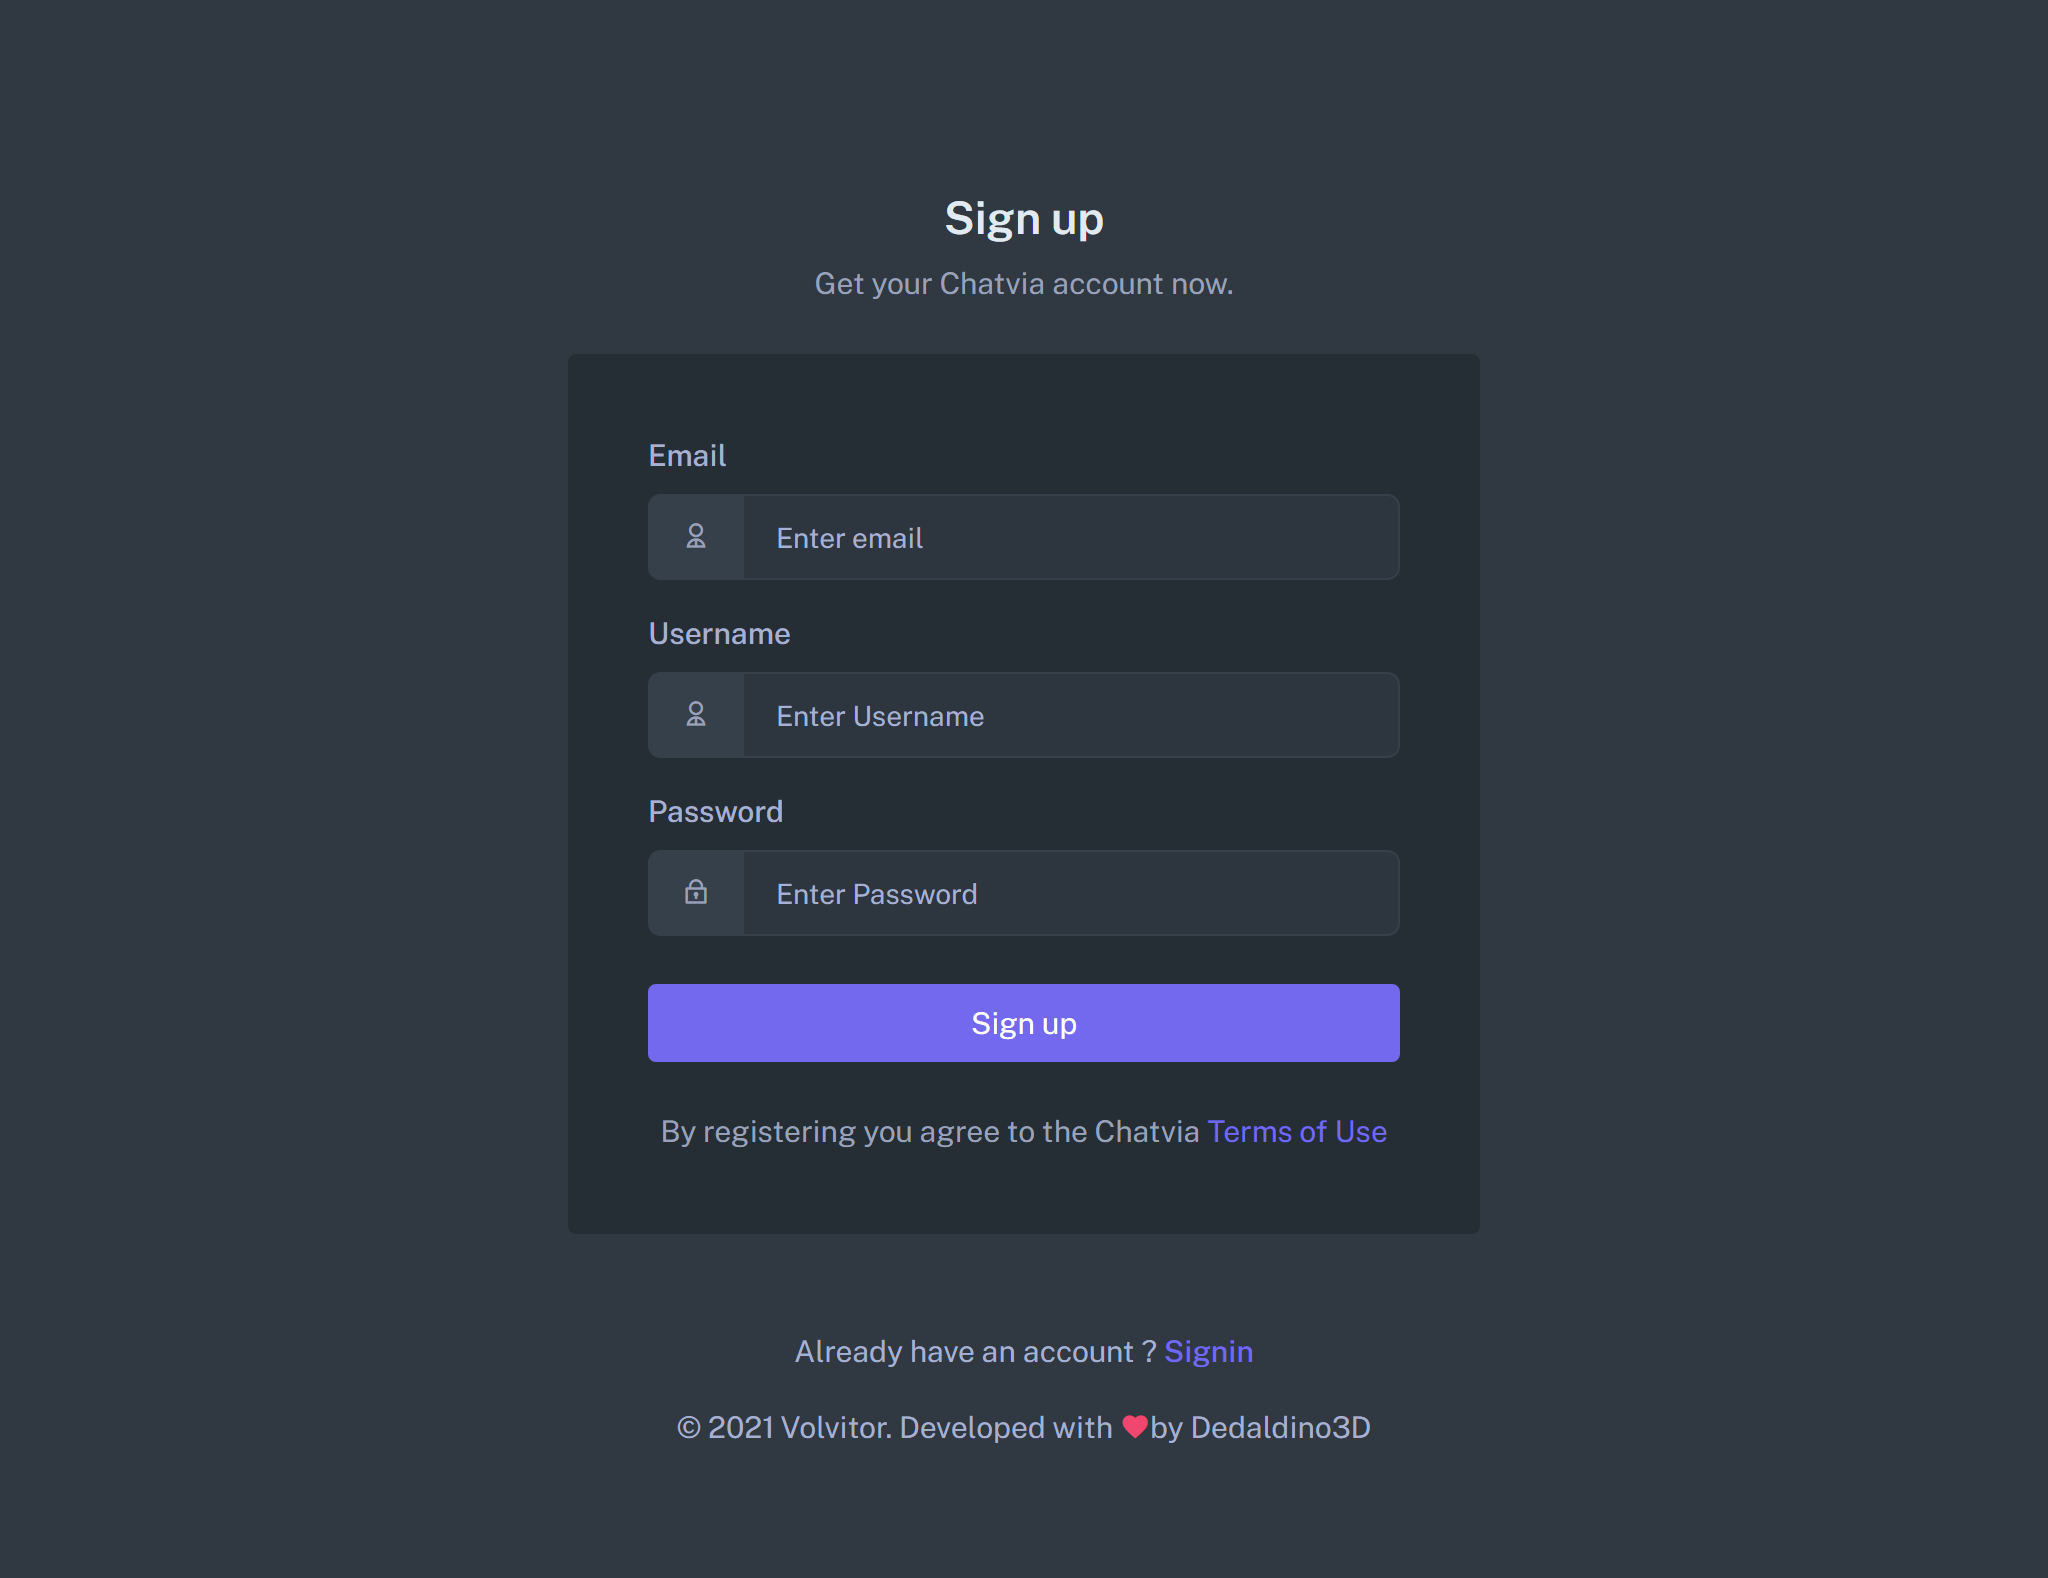 Sign up
Get your Chatvia account now.
Email
Enter email
Username
Enter Username
Password
Enter Password
Sign up
By registering you agree to the Chatvia Terms of Use
Already have an account ? Signin
© 2021 Volvitor. Developed with ❤by Dedaldino3D